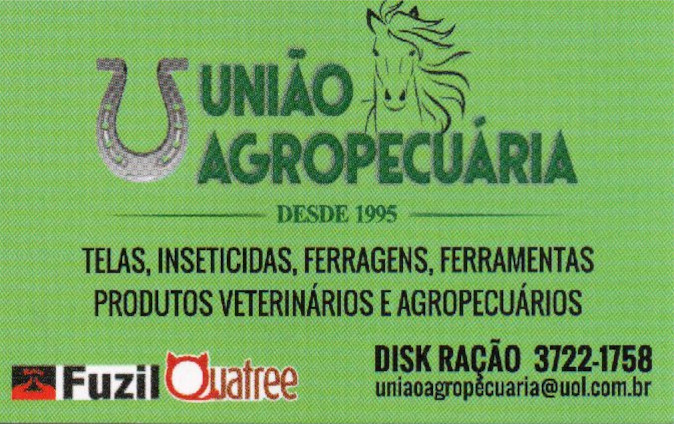 UNIÃO
AGROPECUÁRIA
DESDE 1995
TELAS, INSETICIDAS, FERRAGENS, FERRAMENTAS
PRODUTOS VETERINÁRIOS E AGROPECUÁRIOS
Fuzil Quatree
DISK RAÇÃO 3722-1758
uniaoagropecuaria@uol.com.br